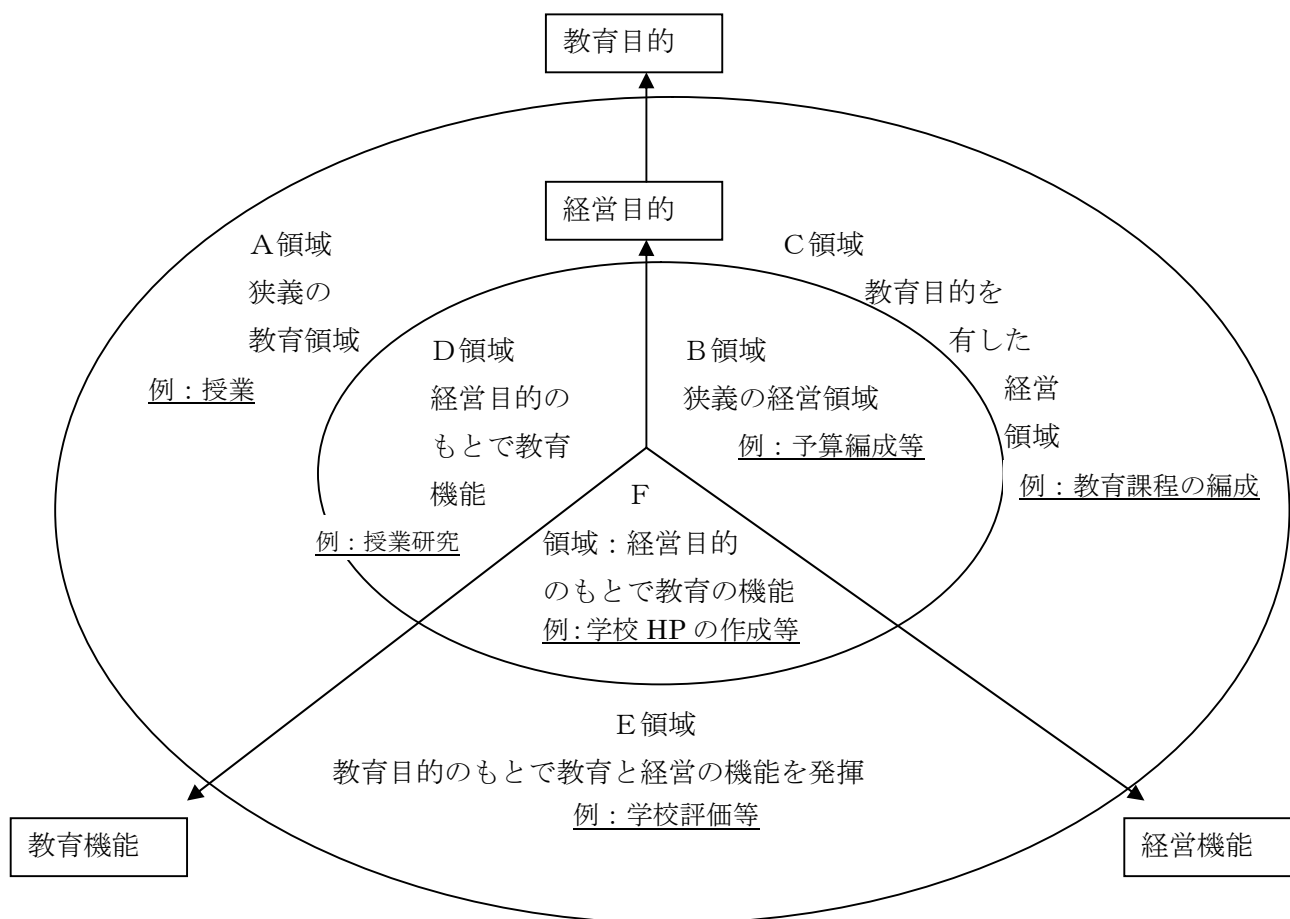 教育目的
経営目的
A領域
狭義の
教育領域
例：授業
C領域
教育目的を
有した
経営
領域
例：教育課程の編成
D領域
経営目的の
もとで教育
機能
例：授業研究
B領域
狭義の経営領域
例：予算編成等
F
領域：経営目的
のもとで教育の機能
例:学校 HP の作成等
E領域
教育目的のもとで教育と経営の機能を発揮
例：学校評価等
教育機能
経営機能